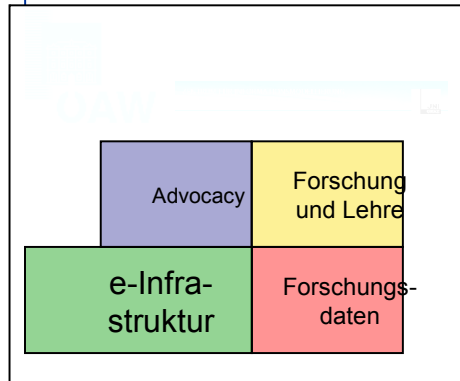 Advocacy
Forschung
und Lehre
e-Infra-
struktur
Forschungs-
daten